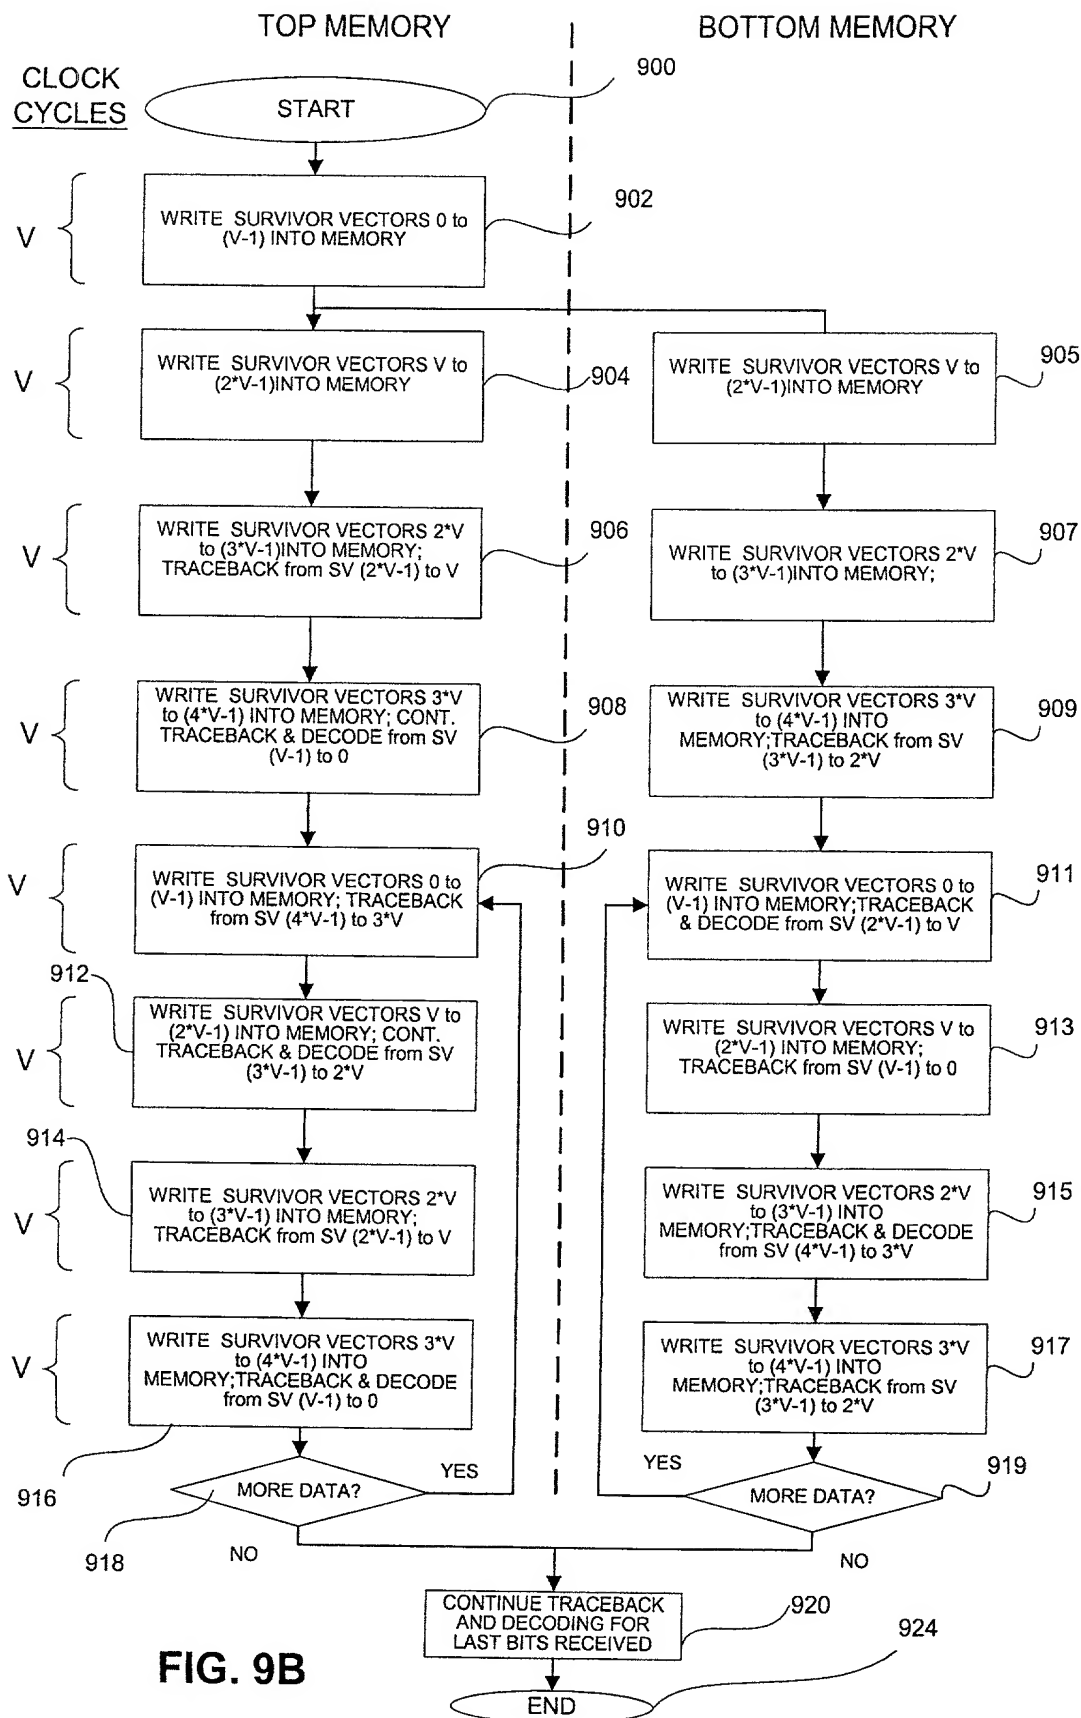 TOP MEMORY
BOTTOM MEMORY
CLOCK
CYCLES
900
START
V
WRITE SURVIVOR VECTORS 0 to
(V-1) INTO MEMORY
902
V
WRITE SURVIVOR VECTORS V to
(2*V-1)INTO MEMORY
904
WRITE SURVIVOR VECTORS V to
(2*V-1)INTO MEMORY
905
V
WRITE SURVIVOR VECTORS 2*V
to (3*V-1)INTO MEMORY;
TRACEBACK from SV (2*V-1) to V
906
WRITE SURVIVOR VECTORS 2*V
to (3*V-1)INTO MEMORY;
907
V
WRITE SURVIVOR VECTORS 3*V
to (4*V-1) INTO MEMORY; CONT.
TRACEBACK & DECODE from SV
(V-1) to 0
908
WRITE SURVIVOR VECTORS 3*V
to (4*V-1) INTO
MEMORY;TRACEBACK from SV
(3*V-1) to 2*V
909
V
WRITE SURVIVOR VECTORS 0 to
(V-1) INTO MEMORY; TRACEBACK
from SV (4*V-1) to 3*V
910
WRITE SURVIVOR VECTORS 0 to
(V-1) INTO MEMORY;TRACEBACK
& DECODE from SV (2*V-1) to V
911
912
V
WRITE SURVIVOR VECTORS V to
(2*V-1) INTO MEMORY; CONT.
TRACEBACK & DECODE from SV
(3*V-1) to 2*V
WRITE SURVIVOR VECTORS V to
(2*V-1) INTO MEMORY;
TRACEBACK from SV (V-1) to 0
913
914
V
WRITE SURVIVOR VECTORS 2*V
to (3*V-1) INTO MEMORY;
TRACEBACK from SV (2*V-1) to V
WRITE SURVIVOR VECTORS 2*V
to (3*V-1) INTO
MEMORY;TRACEBACK & DECODE
from SV (4*V-1) to 3*V
915
V
WRITE SURVIVOR VECTORS 3*V
to (4*V-1) INTO
MEMORY;TRACEBACK & DECODE
from SV (V-1) to 0
916
WRITE SURVIVOR VECTORS 3*V
to (4*V-1) INTO
MEMORY;TRACEBACK from SV
(3*V-1) to 2*V
917
MORE DATA?
YES
918
NO
YES
MORE DATA?
919
NO
CONTINUE TRACEBACK
AND DECODING FOR
LAST BITS RECEIVED
920
924
END
FIG. 9B